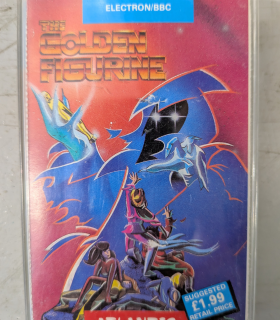 ELECTRON/BBC
THE
GOLDEN
FIGURINE
SUGGESTED
£1.99
RETAIL PRICE
ATLANTIS